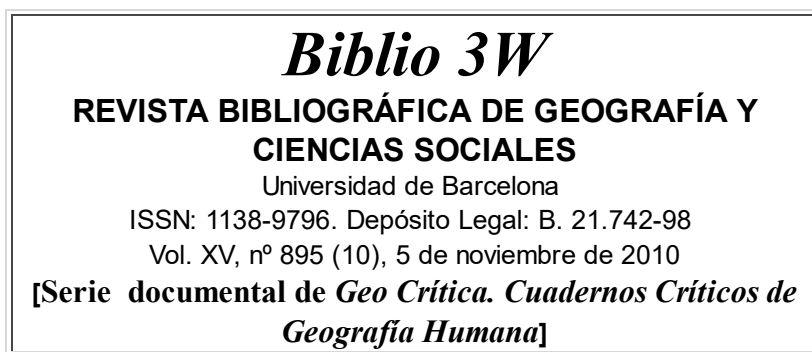 Biblio 3W
REVISTA BIBLIOGRÁFICA DE GEOGRAFÍA Y
CIENCIAS SOCIALES
Universidad de Barcelona
ISSN: 1138-9796. Depósito Legal: B. 21.742-98
Vol. XV, nº 895 (10), 5 de noviembre de 2010
[Serie documental de Geo Crítica. Cuadernos Críticos de
Geografía Humana]